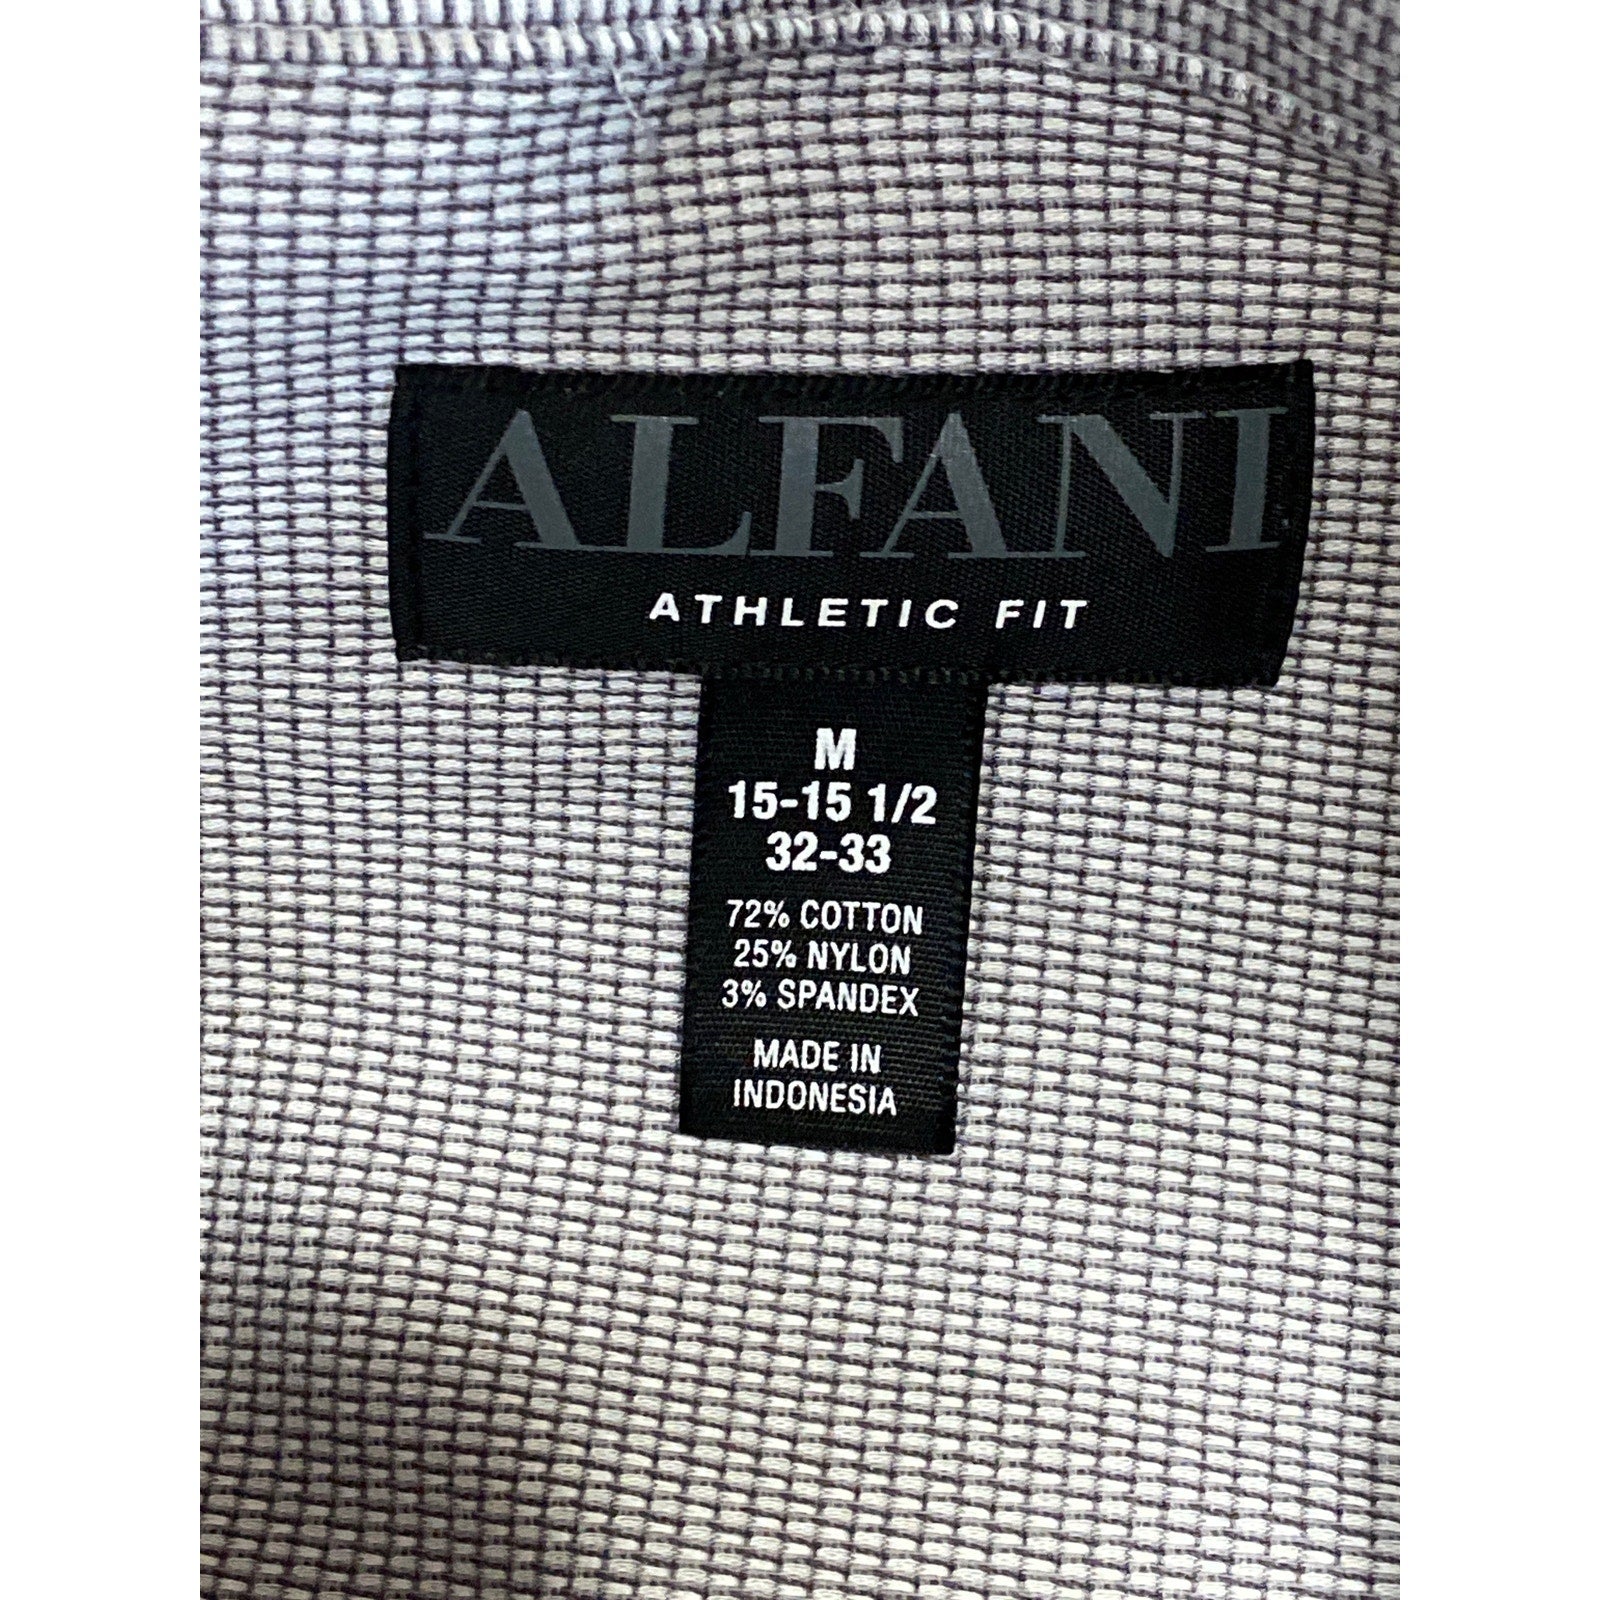 ALFANI
ATHLETIC FIT
M
15-15 1/2
32-33
72% COTTON
25% NYLON
3% SPANDEX
MADE IN
INDONESIA